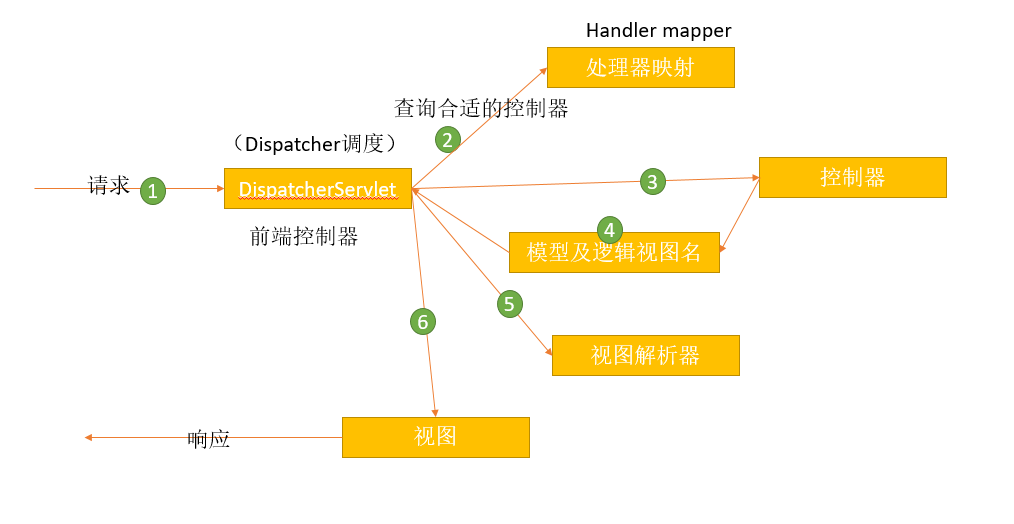 Handler mapper
处理器映射
查询合适的控制器
2
（Dispatcher调度）
请求
1
DispatcherServlet
3
控制器
前端控制器
4
模型及逻辑视图名
5
6
视图解析器
响应
视图